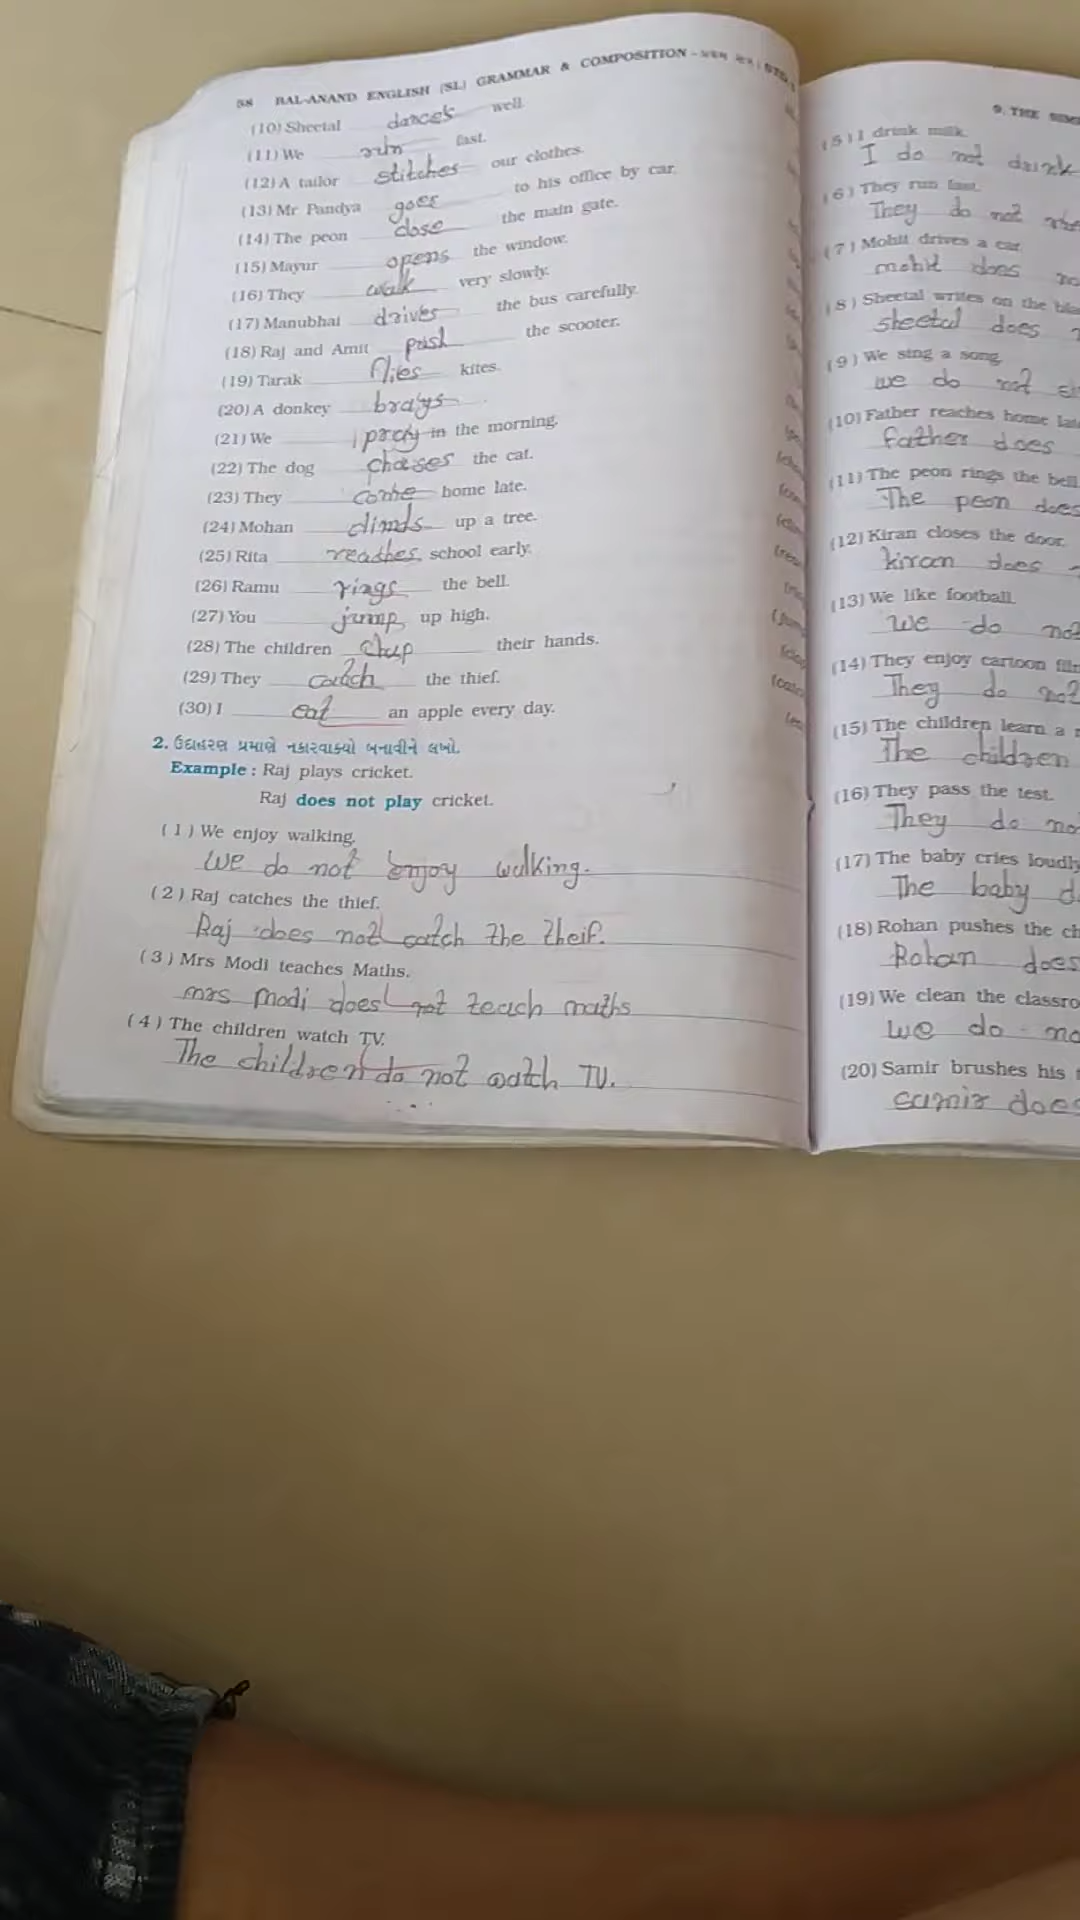 58 BAL-ANAND ENGLISH (SL) GRAMMAR & COMPOSITION -
(10) Sheetal dances well.
(11) We run fast.
(12) A tailor stitches our clothes.
(13) Mr Pandya goes to his office by car.
(14) The peon close the main gate.
(15) Mayur opens the window.
(16) They walk very slowly.
(17) Manubhai drives the bus carefully.
(18) Raj and Amit push the scooter.
(19) Tarak flies kites.
(20) A donkey brays.
(21) We pray in the morning.
(22) The dog chases the cat.
(23) They come home late.
(24) Mohan climbs up a tree.
(25) Rita reaches school early.
(26) Ramu rings the bell.
(27) You jump up high.
(28) The children clap their hands.
(29) They catch the thief.
(30) I eat an apple every day.
2. ઉદાહરણ પ્રમાણે નકારવાક્યો બનાવીને લખો.
Example : Raj plays cricket.
Raj does not play cricket.
(1) We enjoy walking.
we do not enjoy walking.
(2) Raj catches the thief.
Raj does not catch the theif.
(3) Mrs Modi teaches Maths.
mrs modi does not teach maths
(4) The children watch TV.
The children do not watch TV.
9. THE
(5) I drink milk.
I do not drink
(6) They run fast.
They do not
(7) Mohit drives a car.
mohit does
(8) Sheetal writes on the
sheetal does
(9) We sing a song.
we do not
(10) Father reaches home
father does
(11) The peon rings the bell.
The peon does
(12) Kiran closes the door.
kiran does
(13) We like football.
we do not
(14) They enjoy cartoon
They do not
(15) The children learn a
The children
(16) They pass the test.
They do
(17) The baby cries loudly
The baby
(18) Rohan pushes the
Rohan does
(19) We clean the
we do
(20) Samir brushes his
samir does